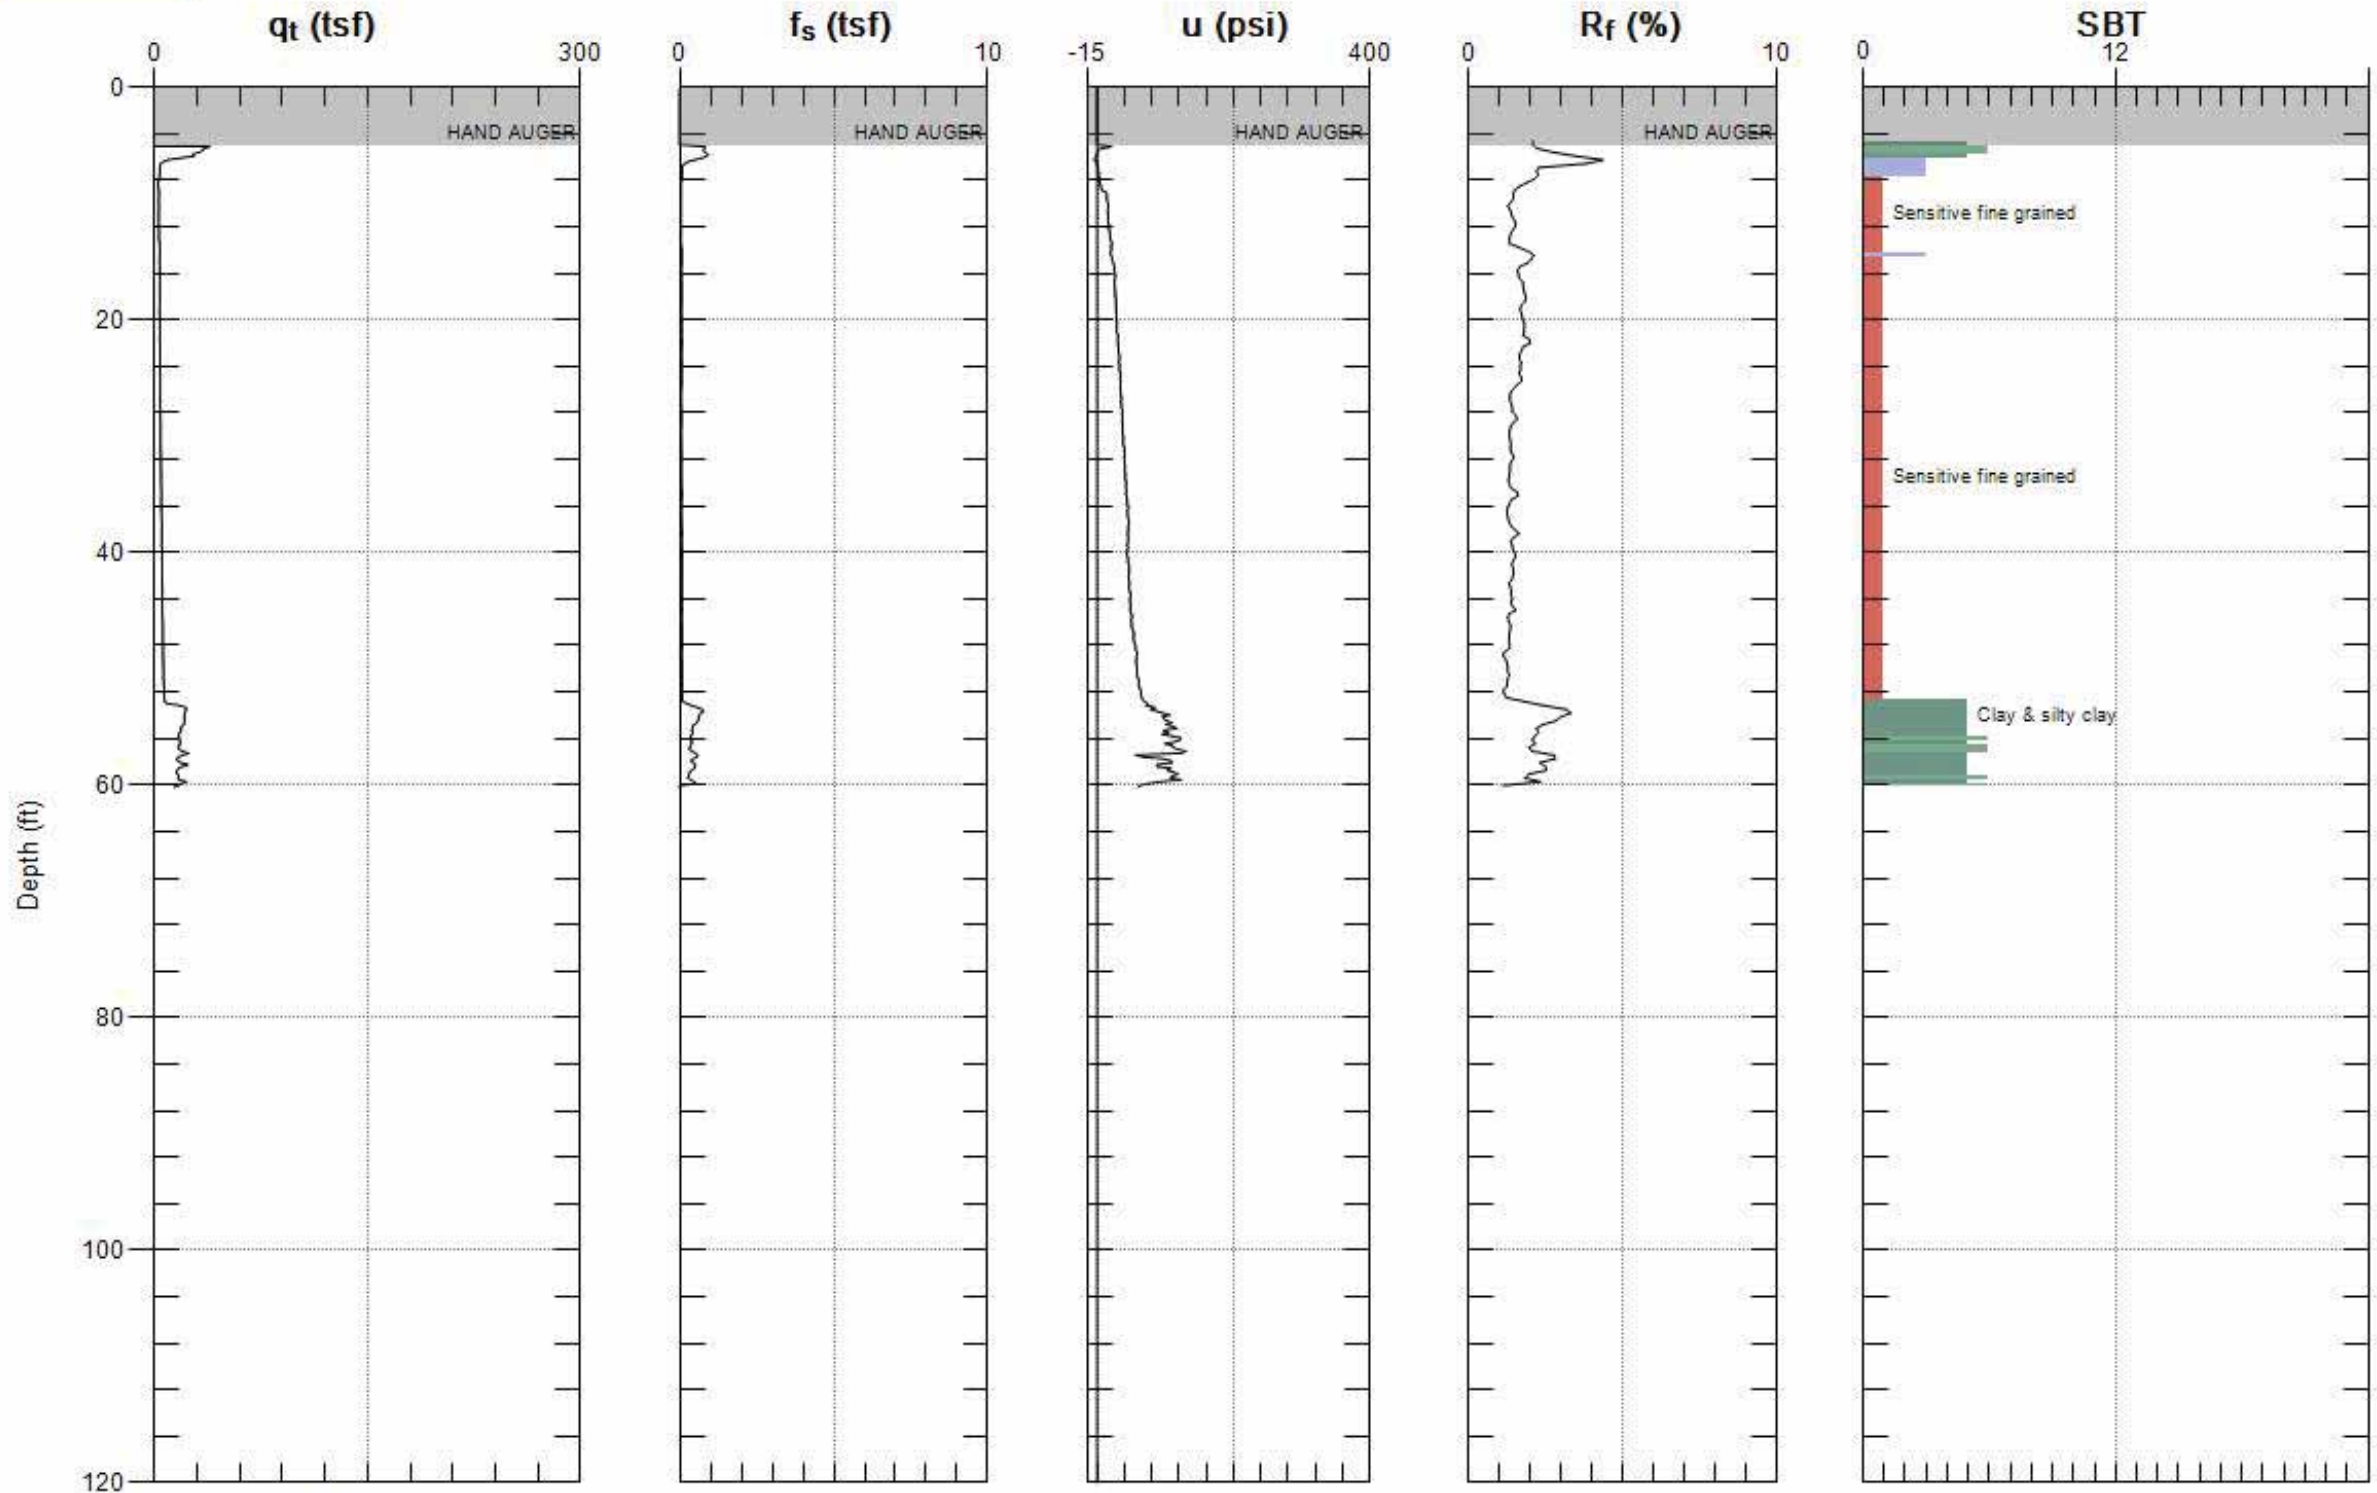 qt (tsf) fs (tsf) u (psi) Rf (%) SBT
0 300 0 10 -15 400 0 10 0 12
0
HAND AUGER HAND AUGER HAND AUGER HAND AUGER
Sensitive fine grained
20
Sensitive fine grained
40
Clay & silty clay
60
Depth (ft)
80
100
120